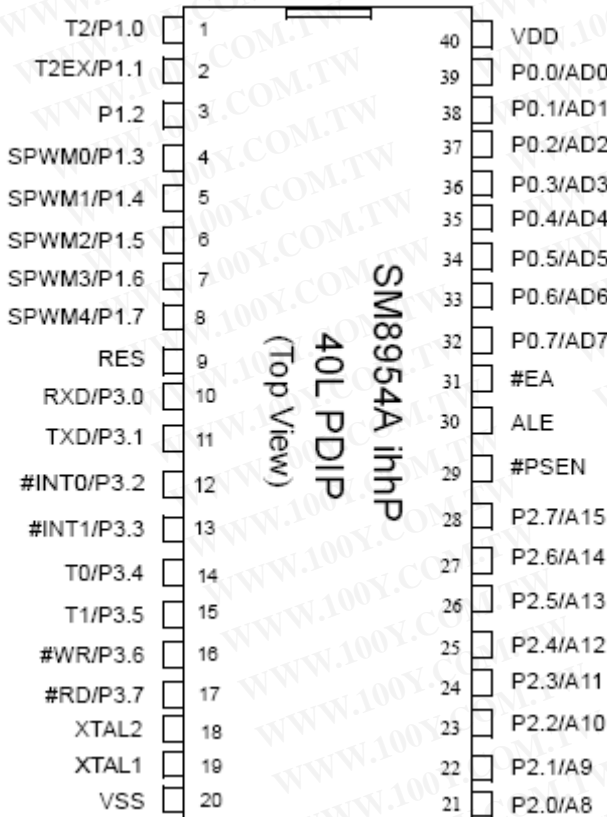 T2/P1.0 1
T2EX/P1.1 2
P1.2 3
SPWM0/P1.3 4
SPWM1/P1.4 5
SPWM2/P1.5 6
SPWM3/P1.6 7
SPWM4/P1.7 8
RES 9
RXD/P3.0 10
TXD/P3.1 11
#INT0/P3.2 12
#INT1/P3.3 13
T0/P3.4 14
T1/P3.5 15
#WR/P3.6 16
#RD/P3.7 17
XTAL2 18
XTAL1 19
VSS 20
SM8954A ihhP
40L PDIP
(Top View)
40 VDD
39 P0.0/AD0
38 P0.1/AD1
37 P0.2/AD2
36 P0.3/AD3
35 P0.4/AD4
34 P0.5/AD5
33 P0.6/AD6
32 P0.7/AD7
31 #EA
30 ALE
29 #PSEN
28 P2.7/A15
27 P2.6/A14
26 P2.5/A13
25 P2.4/A12
24 P2.3/A11
23 P2.2/A10
22 P2.1/A9
21 P2.0/A8
WWW.100Y.COM.TW